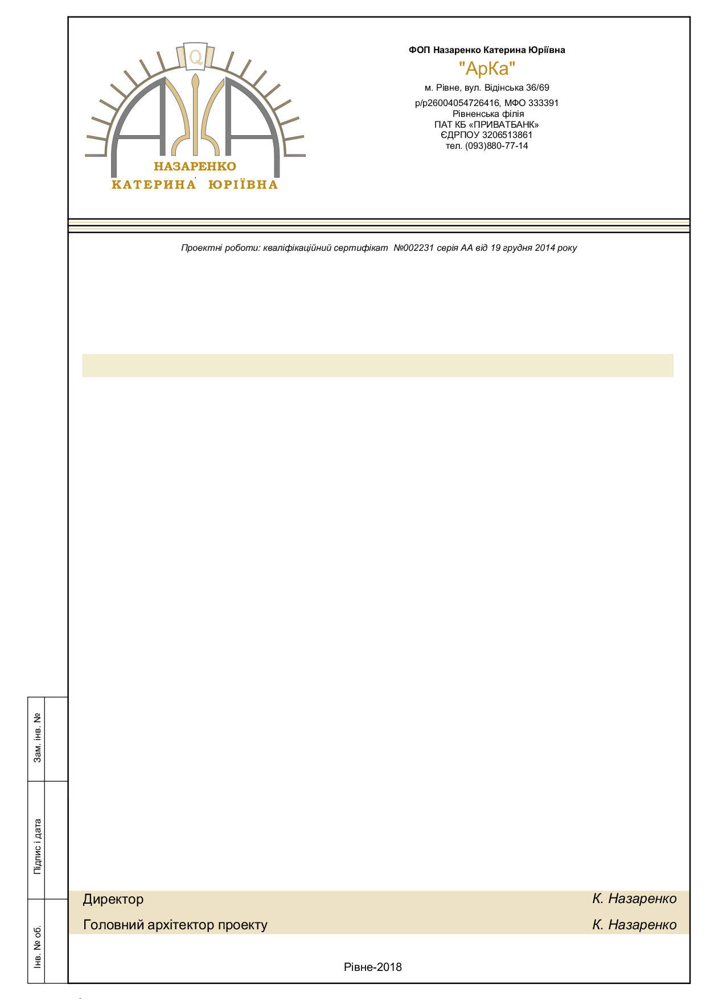 Q
НАЗАРЕНКО
КАТЕРИНА ЮРІЇВНА
ФОП Назаренко Катерина Юріївна
"АрКа"
м. Рівне, вул. Відінська 36/69
р/р26004054726416, МФО 333391
Рівненська філія
ПАТ КБ «ПРИВАТБАНК»
ЄДРПОУ 3206513861
тел. (093)880-77-14
Проектні роботи: кваліфікаційний сертифікат №002231 серія АА від 19 грудня 2014 року
Зам. інв. №
Підпис і дата
Інв. № об.
Директор К. Назаренко
Головний архітектор проекту К. Назаренко
Рівне-2018